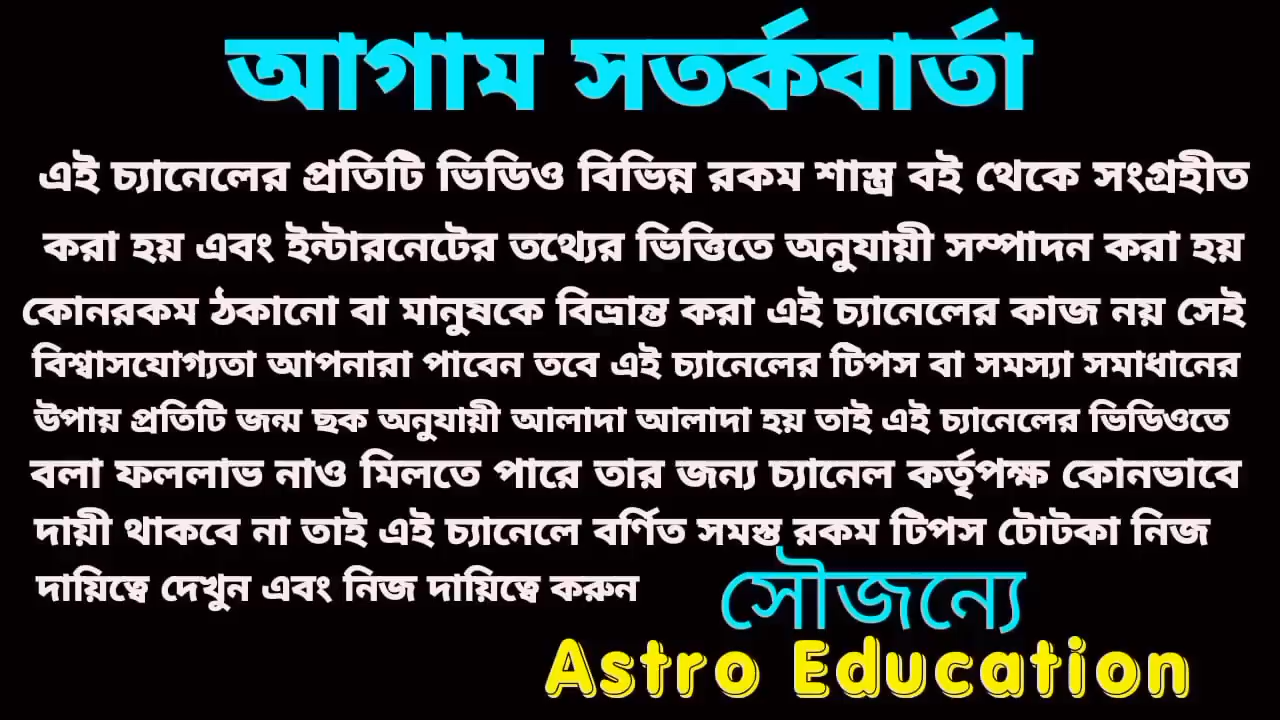 আগাম সতর্কবার্তা
এই চ্যানেলের প্রতিটি ভিডিও বিভিন্ন রকম শাস্ত্র বই থেকে সংগ্রহীত
করা হয় এবং ইন্টারনেটের তথ্যের ভিত্তিতে অনুযায়ী সম্পাদন করা হয়
কোনরকম ঠকানো বা মানুষকে বিভ্রান্ত করা এই চ্যানেলের কাজ নয় সেই
বিশ্বাসযোগ্যতা আপনারা পাবেন তবে এই চ্যানেলের টিপস বা সমস্যা সমাধানের
উপায় প্রতিটি জন্ম ছক অনুযায়ী আলাদা আলাদা হয় তাই এই চ্যানেলের ভিডিওতে
বলা ফললাভ নাও মিলতে পারে তার জন্য চ্যানেল কর্তৃপক্ষ কোনভাবে
দায়ী থাকবে না তাই এই চ্যানেলে বর্ণিত সমস্ত রকম টিপস টোটকা নিজ
দায়িত্বে দেখুন এবং নিজ দায়িত্বে করুন
সৌজন্যে
Astro Education